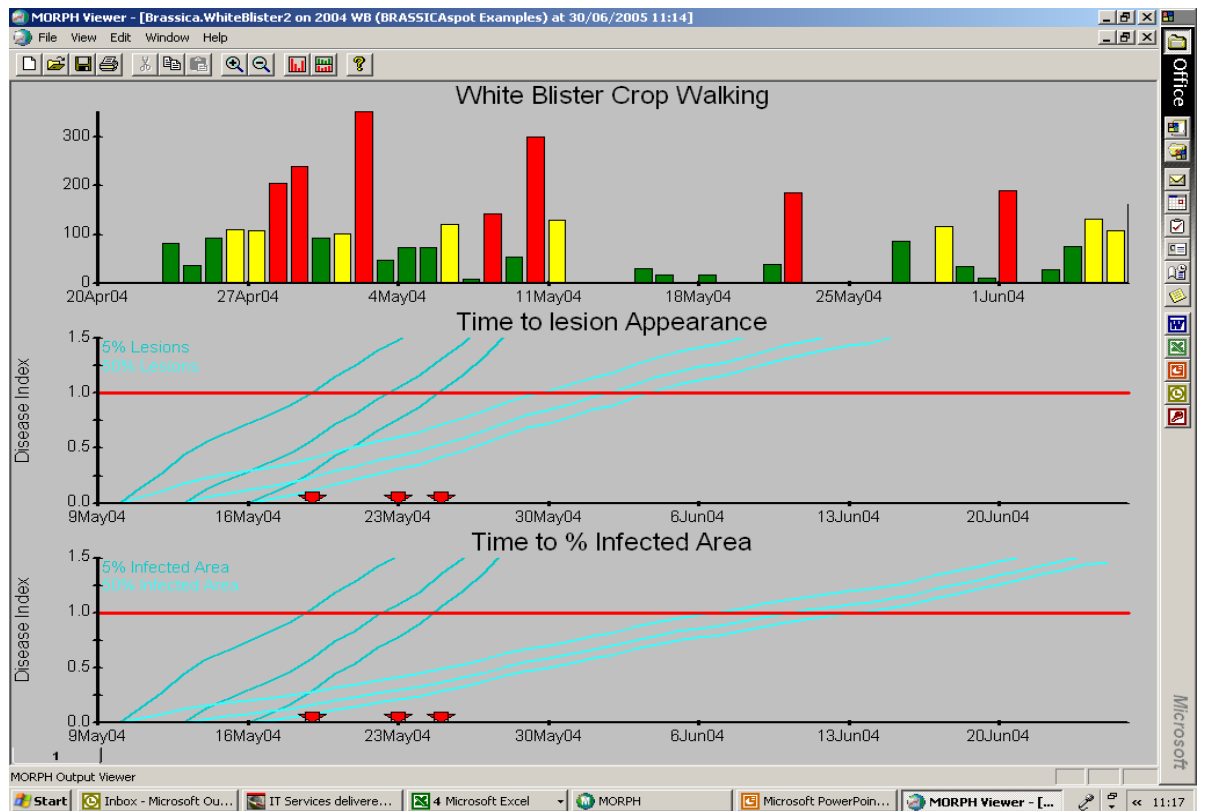 MORPH Viewer - [Brassica.WhiteBlister2 on 2004 WB (BRASSICAspot Examples) at 30/06/2005 11:14]
File View Edit Window Help
Office
White Blister Crop Walking
300
200
100
0
20Apr04 27Apr04 4May04 11May04 18May04 25May04 1Jun04
Time to lesion Appearance
Disease Index
1.5
5% Lesions
50% Lesions
1.0
0.5
0.0
9May04 16May04 23May04 30May04 6Jun04 13Jun04 20Jun04
Time to % Infected Area
Disease Index
1.5
5% Infected Area
50% Infected Area
1.0
0.5
0.0
9May04 16May04 23May04 30May04 6Jun04 13Jun04 20Jun04
1
Microsoft
MORPH Output Viewer
Start Inbox - Microsoft Ou... IT Services delivere... 4 Microsoft Excel MORPH Microsoft PowerPoin... MORPH Viewer - [... « 11:17